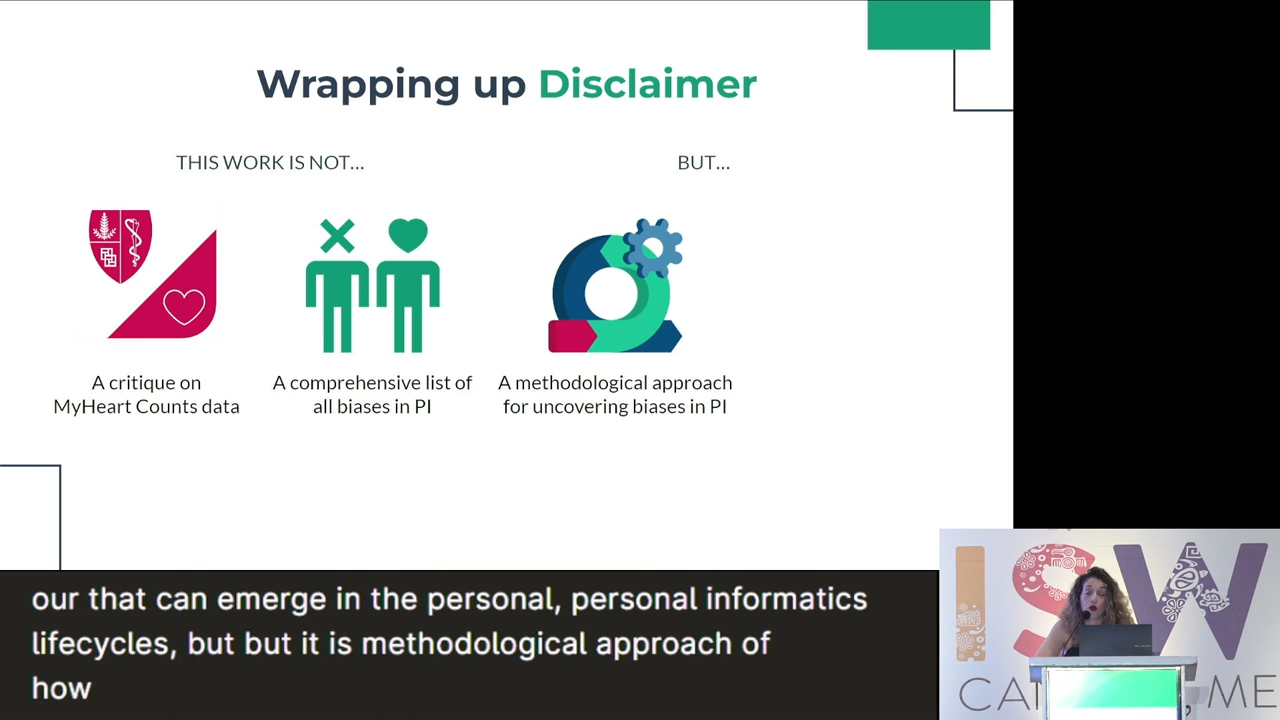 Wrapping up Disclaimer
THIS WORK IS NOT...
BUT...
A critique on
MyHeart Counts data
A comprehensive list of
all biases in PI
A methodological approach
for uncovering biases in PI
our that can emerge in the personal, personal informatics
lifecycles, but but it is methodological approach of
how
ISW